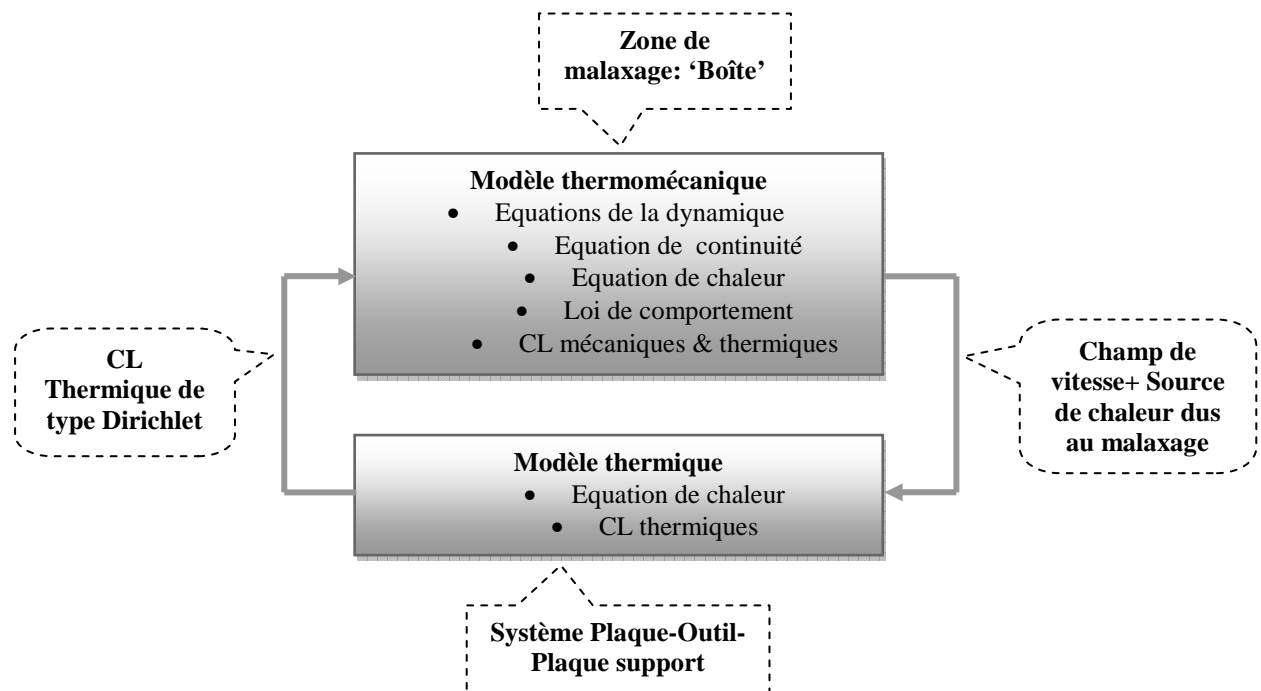 Zone de
malaxage: ‘Boîte’
Modèle thermomécanique
• Equations de la dynamique
• Equation de continuité
• Equation de chaleur
• Loi de comportement
• CL mécaniques & thermiques
CL
Thermique de
type Dirichlet
Champ de
vitesse+ Source
de chaleur dus
au malaxage
Modèle thermique
• Equation de chaleur
• CL thermiques
Système Plaque-Outil-
Plaque support